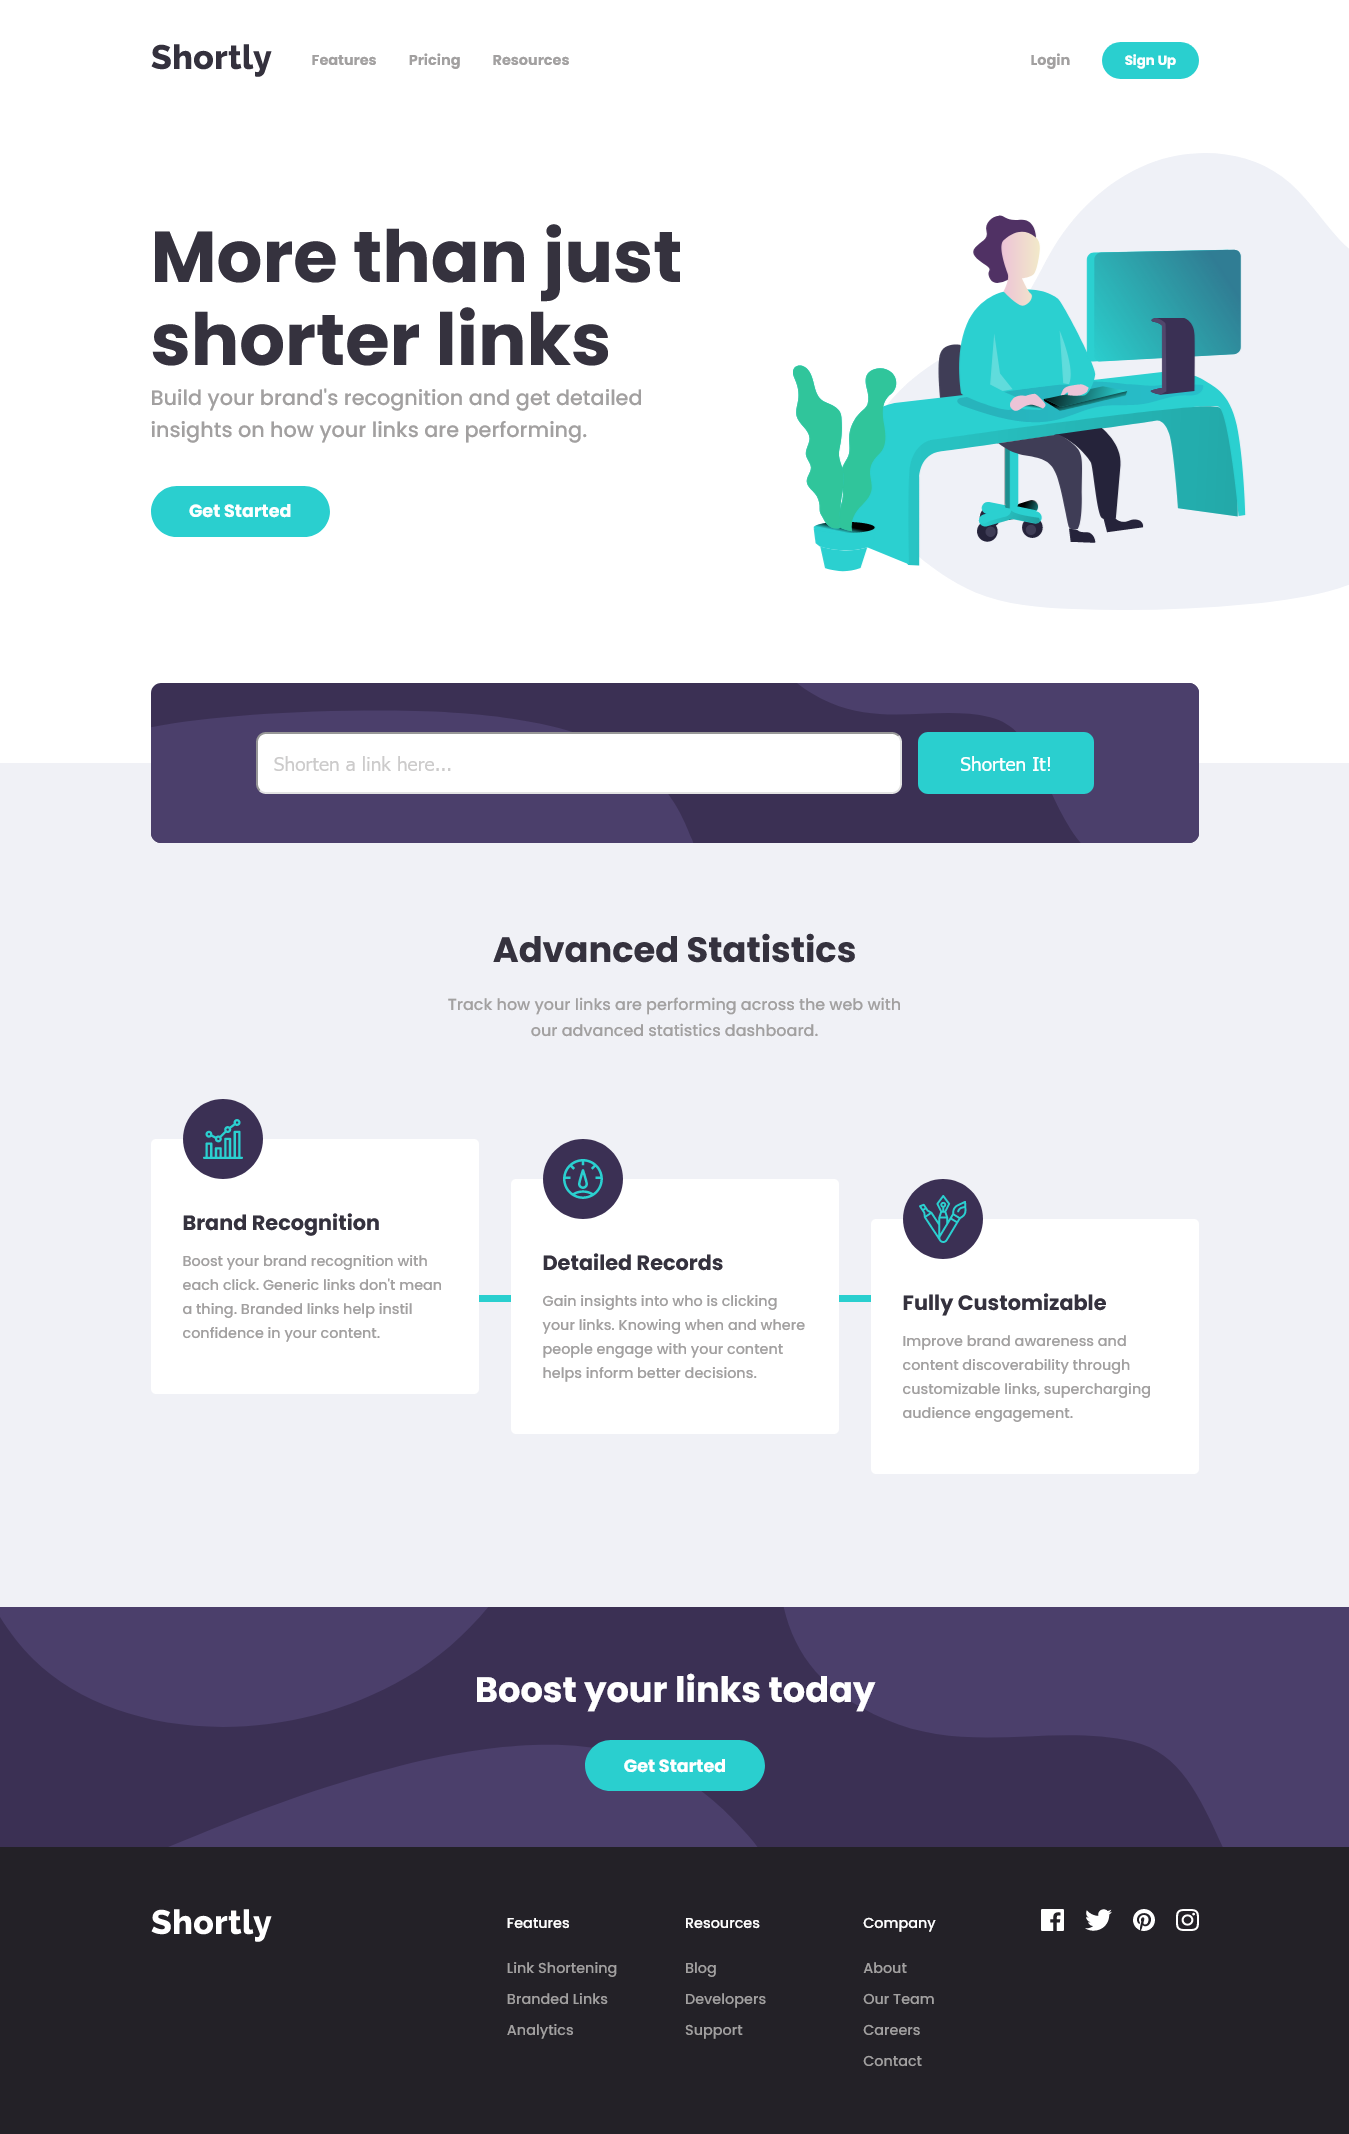 Shortly
Features
Pricing
Resources
Login
Sign Up
More than just
shorter links
Build your brand's recognition and get detailed
insights on how your links are performing.
Get Started
Shorten a link here...
Shorten It!
Advanced Statistics
Track how your links are performing across the web with
our advanced statistics dashboard.
Brand Recognition
Boost your brand recognition with
each click. Generic links don't mean
a thing. Branded links help instil
confidence in your content.
Detailed Records
Gain insights into who is clicking
your links. Knowing when and where
people engage with your content
helps inform better decisions.
Fully Customizable
Improve brand awareness and
content discoverability through
customizable links, supercharging
audience engagement.
Boost your links today
Get Started
Shortly
Features
Link Shortening
Branded Links
Analytics
Resources
Blog
Developers
Support
Company
About
Our Team
Careers
Contact